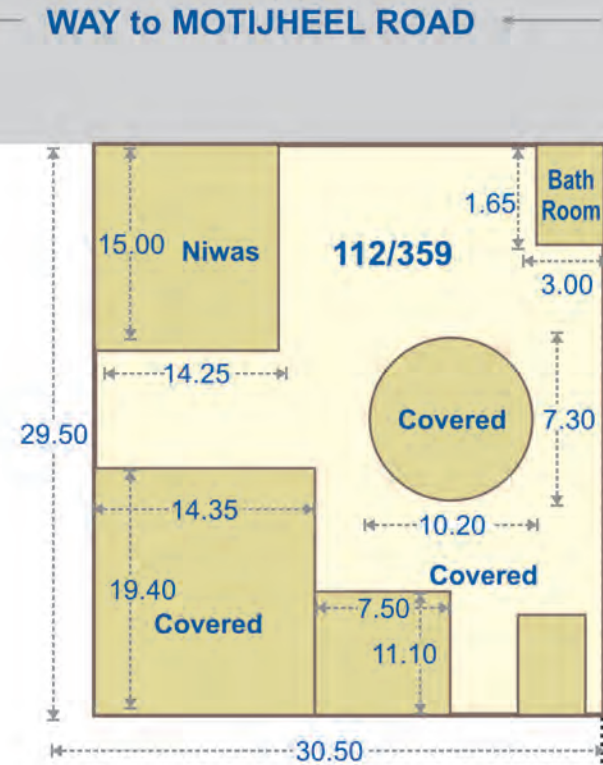 WAY to MOTIJHEEL ROAD
Bath
Room
1.65
3.00
15.00
Niwas
112/359
14.25
Covered
7.30
29.50
10.20
14.35
19.40
Covered
Covered
7.50
11.10
30.50